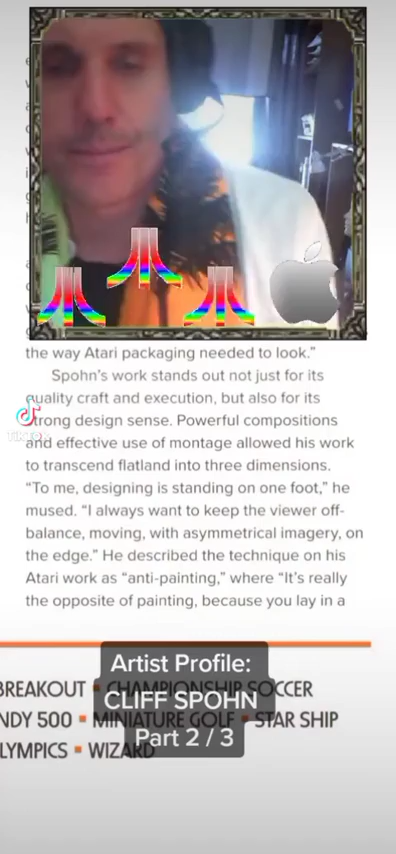 the way Atari packaging needed to look.”
Spohn’s work stands out not just for its
quality craft and execution, but also for its
strong design sense. Powerful compositions
and effective use of montage allowed his work
to transcend flatland into three dimensions.
“To me, designing is standing on one foot,” he
mused. “I always want to keep the viewer off-
balance, moving, with asymmetrical imagery, on
the edge.” He described the technique on his
Atari work as “anti-painting,” where “It’s really
the opposite of painting, because you lay in a
TikTok
Artist Profile:
CLIFF SPOHN
Part 2 / 3
BREAKOUT ▪ CHAMPIONSHIP SOCCER
NDY 500 ▪ MINIATURE GOLF ▪ STAR SHIP
LYMPICS ▪ WIZARD